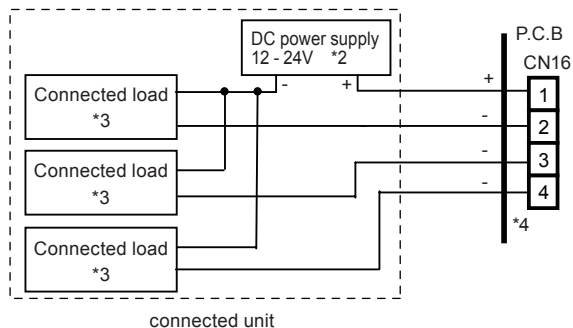 DC power supply
12 - 24V *2
- +
P.C.B
CN16
Connected load
*3
+ 1
- 2
Connected load
*3
- 3
- 4
*4
Connected load
*3
connected unit